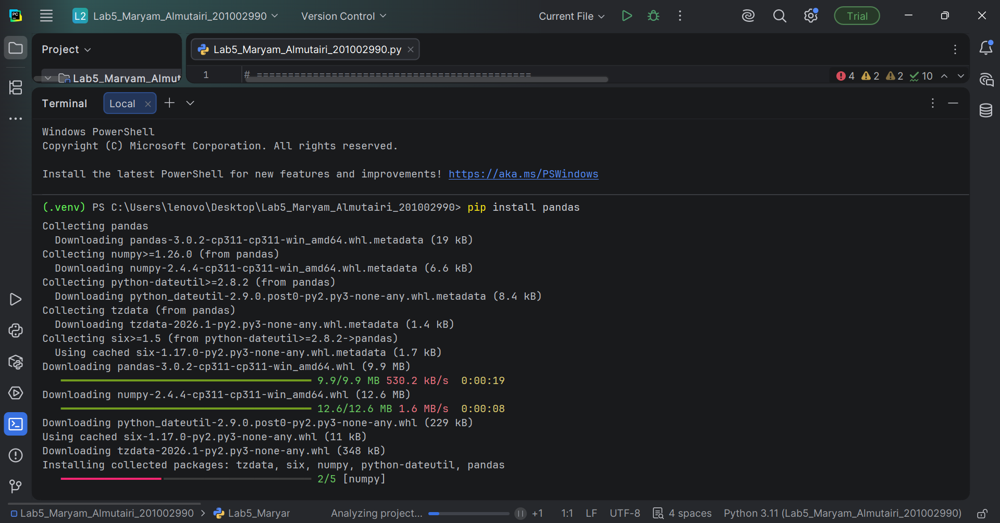 PC
L2 Lab5_Maryam_Almutairi_201002990 Version Control Current File Trial
Project
Lab5_Maryam_Almutairi_201002990.py
Lab5_Maryam_Almut
1 # ============================================ 4 2 2 10
Terminal Local
Windows PowerShell
Copyright (C) Microsoft Corporation. All rights reserved.
Install the latest PowerShell for new features and improvements! https://aka.ms/PSWindows
(.venv) PS C:\Users\lenovo\Desktop\Lab5_Maryam_Almutairi_201002990> pip install pandas
Collecting pandas
Downloading pandas-3.0.2-cp311-cp311-win_amd64.whl.metadata (19 kB)
Collecting numpy>=1.26.0 (from pandas)
Downloading numpy-2.4.4-cp311-cp311-win_amd64.whl.metadata (6.6 kB)
Collecting python-dateutil>=2.8.2 (from pandas)
Downloading python_dateutil-2.9.0.post0-py2.py3-none-any.whl.metadata (8.4 kB)
Collecting tzdata (from pandas)
Downloading tzdata-2026.1-py2.py3-none-any.whl.metadata (1.4 kB)
Collecting six>=1.5 (from python-dateutil>=2.8.2->pandas)
Using cached six-1.17.0-py2.py3-none-any.whl.metadata (1.7 kB)
Downloading pandas-3.0.2-cp311-cp311-win_amd64.whl (9.9 MB)
9.9/9.9 MB 530.2 kB/s 0:00:19
Downloading numpy-2.4.4-cp311-cp311-win_amd64.whl (12.6 MB)
12.6/12.6 MB 1.6 MB/s 0:00:08
Downloading python_dateutil-2.9.0.post0-py2.py3-none-any.whl (229 kB)
Using cached six-1.17.0-py2.py3-none-any.whl (11 kB)
Downloading tzdata-2026.1-py2.py3-none-any.whl (348 kB)
Installing collected packages: tzdata, six, numpy, python-dateutil, pandas
2/5 [numpy]
Lab5_Maryam_Almutairi_201002990 > Lab5_Maryar Analyzing project... +1 1:1 LF UTF-8 4 spaces Python 3.11 (Lab5_Maryam_Almutairi_201002990)